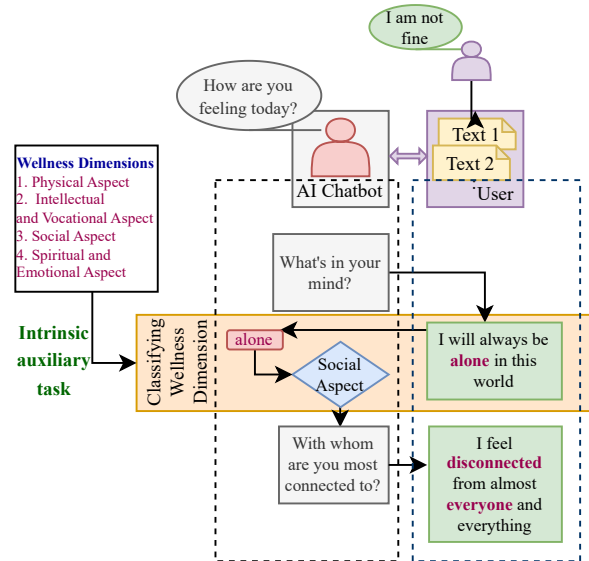 I am not
fine
How are you
feeling today?
Text 1
Text 2
AI Chatbot
User
Wellness Dimensions
1. Physical Aspect
2. Intellectual
and Vocational Aspect
3. Social Aspect
4. Spiritual and
Emotional Aspect
What's in your
mind?
Intrinsic
auxiliary
task
Classifying
Wellness
Dimension
alone
Social
Aspect
I will always be
alone in this
world
With whom
are you most
connected to?
I feel
disconnected
from almost
everyone and
everything